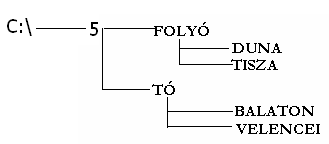 C:\ 5 FOLYÓ
DUNA
TISZA
TÓ
BALATON
VELENCEI